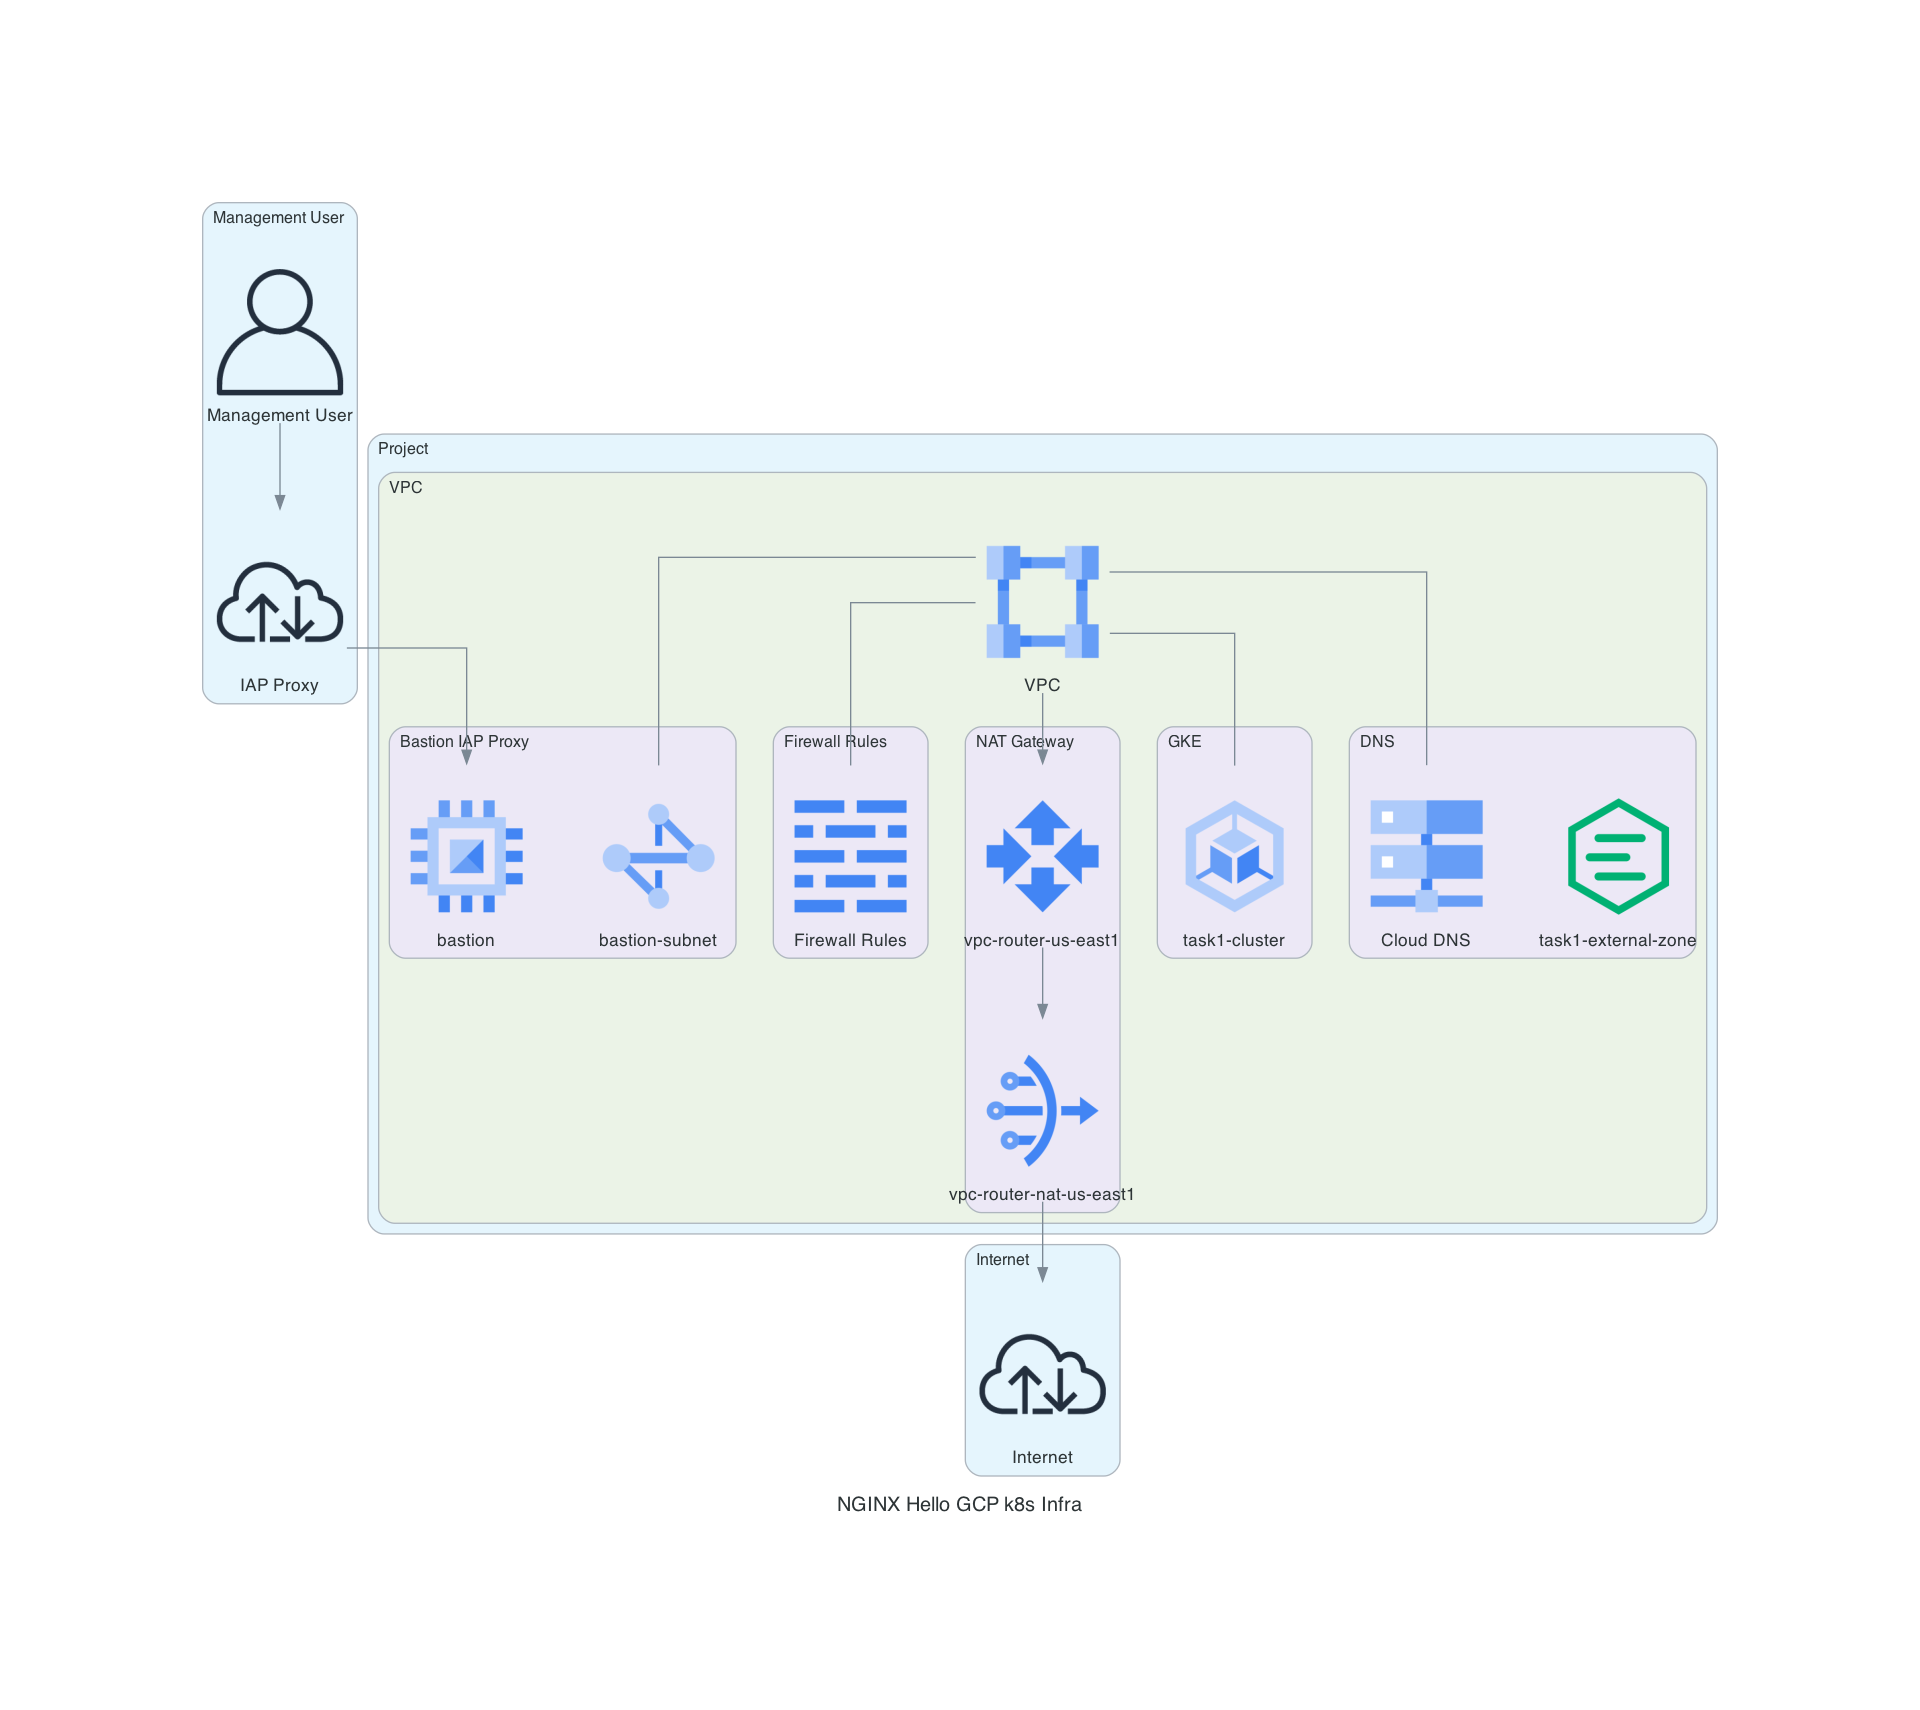 Management User
Management User
IAP Proxy
Project
VPC
VPC
Bastion IAP Proxy
bastion
bastion-subnet
Firewall Rules
Firewall Rules
NAT Gateway
vpc-router-us-east1
vpc-router-nat-us-east1
GKE
task1-cluster
DNS
Cloud DNS
task1-external-zone
Internet
Internet
NGINX Hello GCP k8s Infra